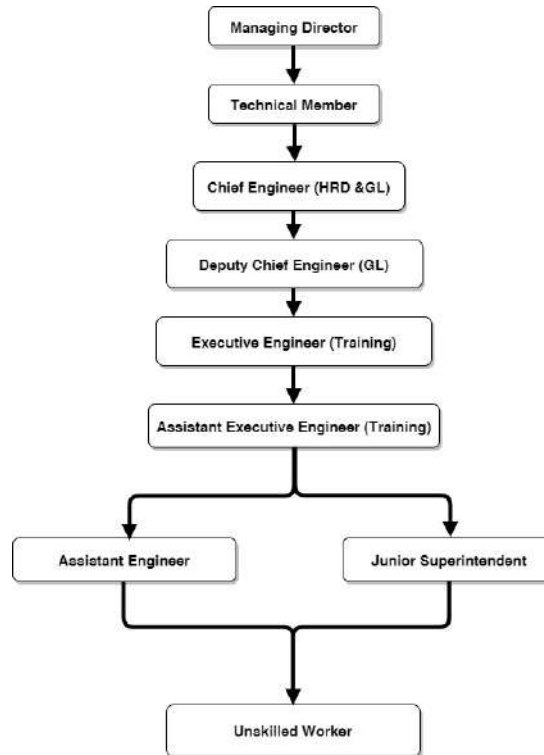 Managing Director
Technical Member
Chief Engineer (HRD &GL)
Deputy Chief Engineer (GL)
Executive Engineer (Training)
Assistant Executive Engineer (Training)
Assistant Engineer
Junior Superintendent
Unskilled Worker